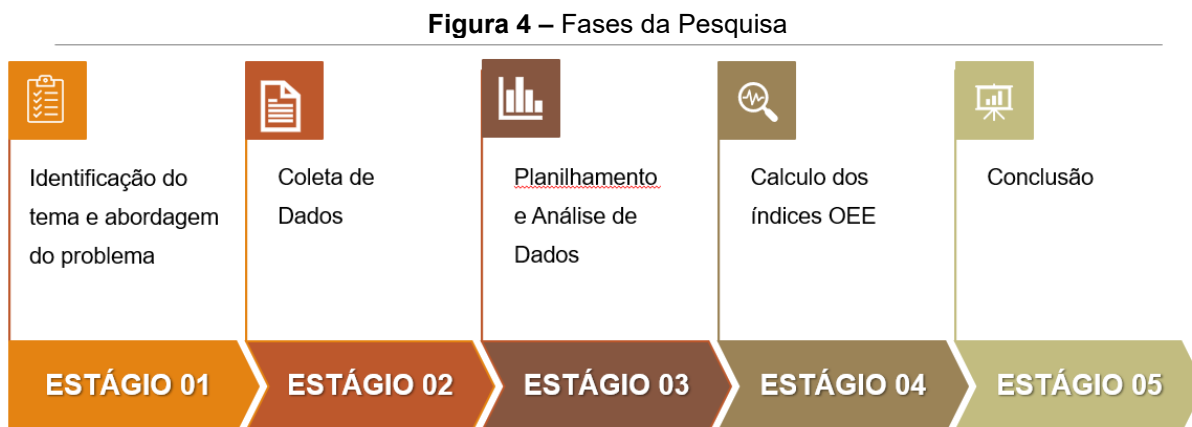 Figura 4 – Fases da Pesquisa
Identificação do
tema e abordagem
do problema
Coleta de
Dados
Planilhamento
e Análise de
Dados
Calculo dos
índices OEE
Conclusão
ESTÁGIO 01
ESTÁGIO 02
ESTÁGIO 03
ESTÁGIO 04
ESTÁGIO 05